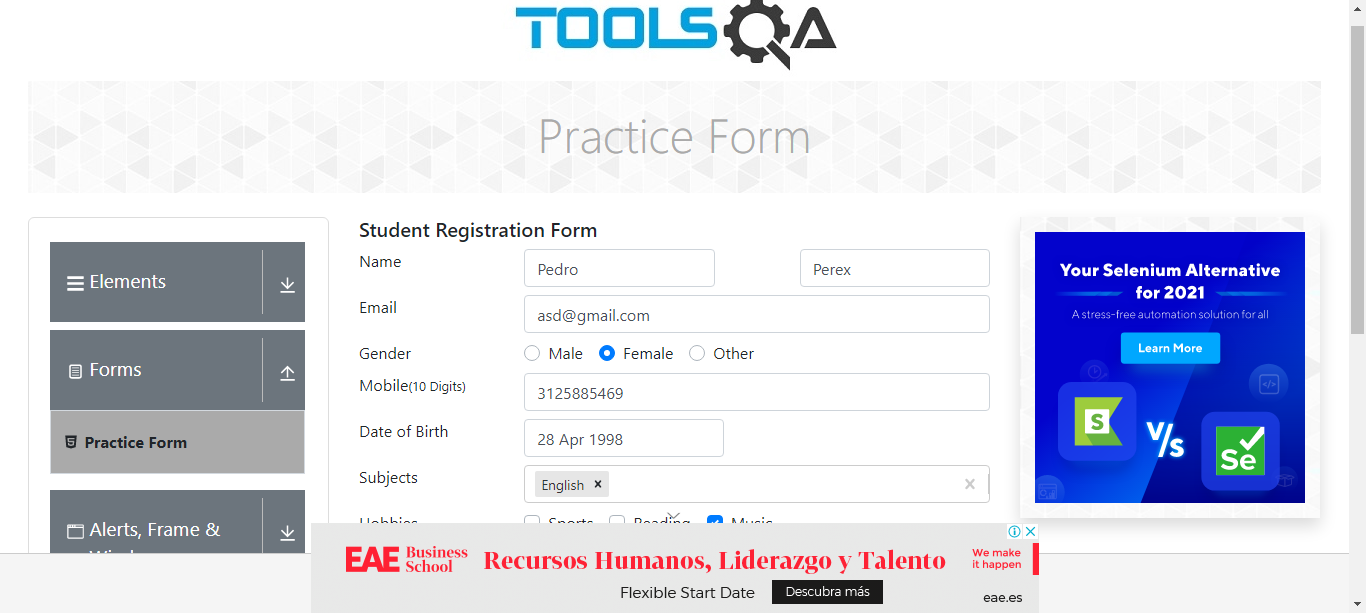 TOOLSQA
Practice Form
Elements
Forms
Practice Form
Alerts, Frame &
Student Registration Form
Name
Pedro
Perex
Email
asd@gmail.com
Gender
Male
Female
Other
Mobile(10 Digits)
3125885469
Date of Birth
28 Apr 1998
Subjects
English
Hobbies
Sports
Reading
Music
Your Selenium Alternative
for 2021
A stress-free automation solution for all
Learn More
S
V/S
Se
EAE Business
School
Recursos Humanos, Liderazgo y Talento
Flexible Start Date
Descubra más
We make
it happen
eae.es